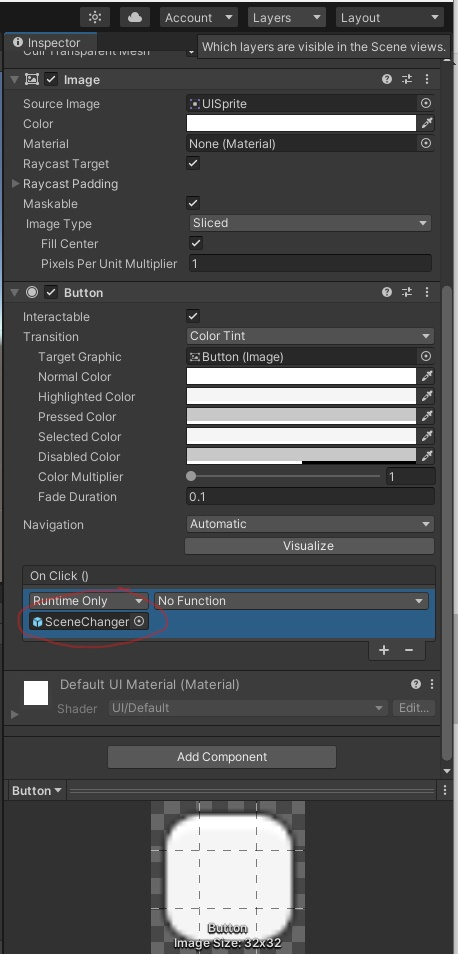 Account Layers Layout
Inspector
Cull Transparent Mesh
Which layers are visible in the Scene views.
Image
Source Image UISprite
Color
Material None (Material)
Raycast Target
Raycast Padding
Maskable
Image Type Sliced
Fill Center
Pixels Per Unit Multiplier 1
Button
Interactable
Transition Color Tint
Target Graphic Button (Image)
Normal Color
Highlighted Color
Pressed Color
Selected Color
Disabled Color
Color Multiplier 1
Fade Duration 0.1
Navigation Automatic
Visualize
On Click ()
Runtime Only No Function
SceneChanger
Default UI Material (Material)
Shader UI/Default Edit...
Add Component
Button
Button
Image Size: 32x32